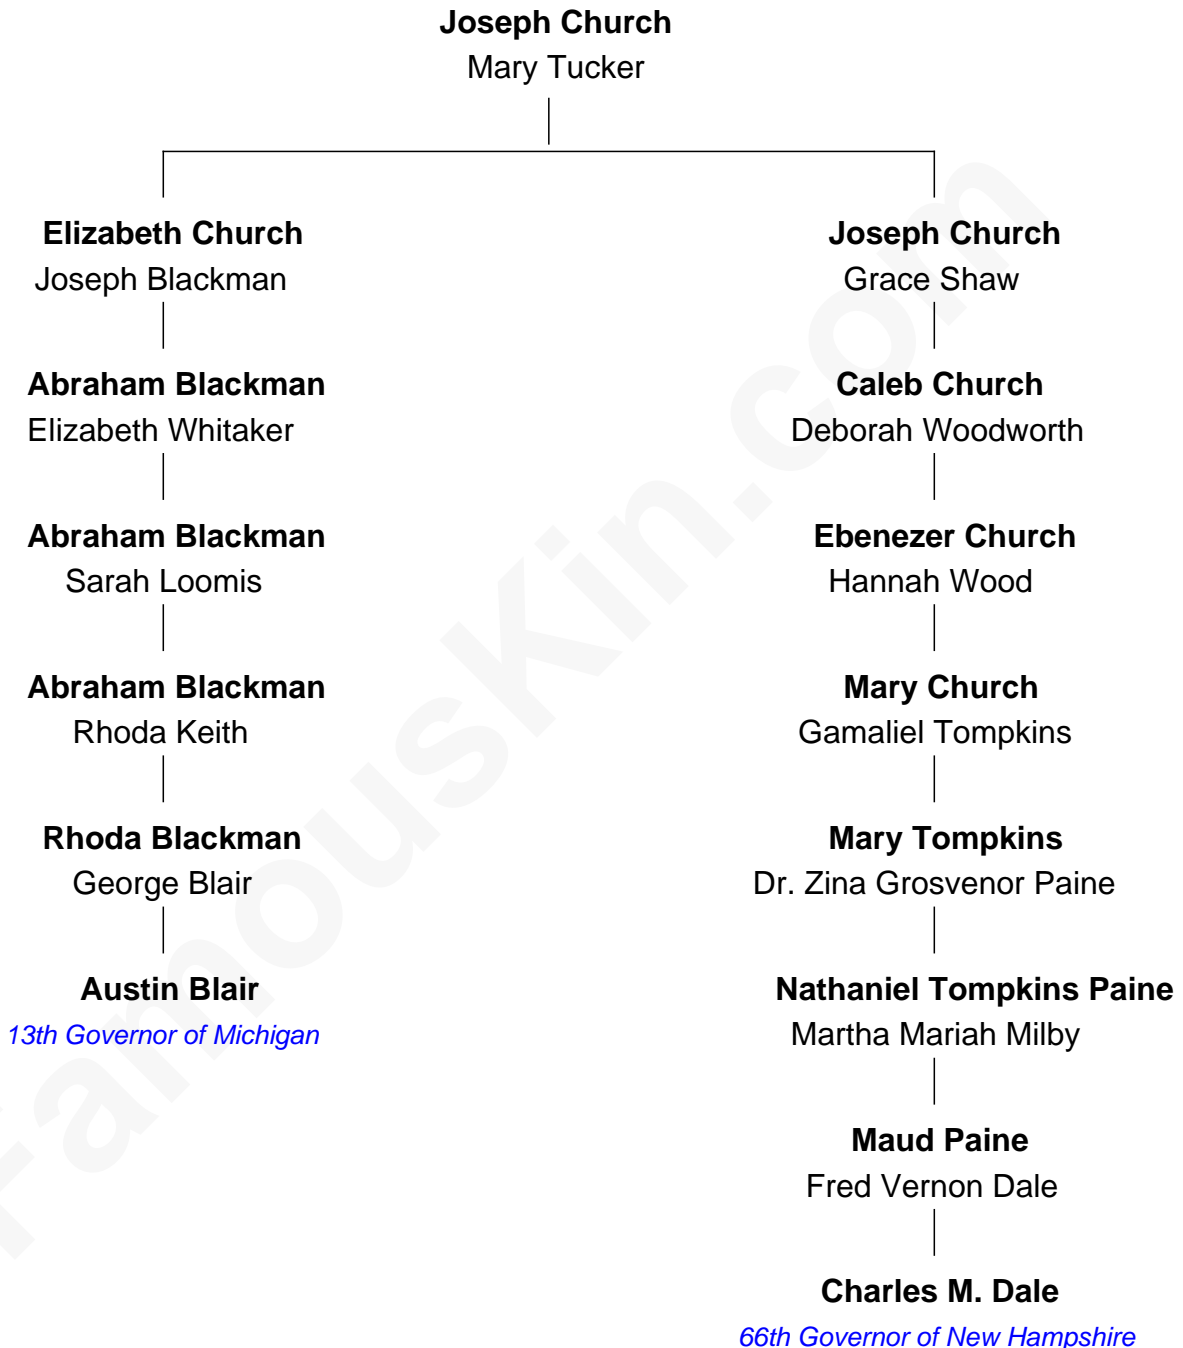 Joseph Church
Mary Tucker
Elizabeth Church
Joseph Blackman
Joseph Church
Grace Shaw
Abraham Blackman
Elizabeth Whitaker
Caleb Church
Deborah Woodworth
Abraham Blackman
Sarah Loomis
Ebenezer Church
Hannah Wood
Abraham Blackman
Rhoda Keith
Mary Church
Gamaliel Tompkins
Rhoda Blackman
George Blair
Mary Tompkins
Dr. Zina Grosvenor Paine
Austin Blair
13th Governor of Michigan
Nathaniel Tompkins Paine
Martha Mariah Milby
Maud Paine
Fred Vernon Dale
Charles M. Dale
66th Governor of New Hampshire
FamousKin.com